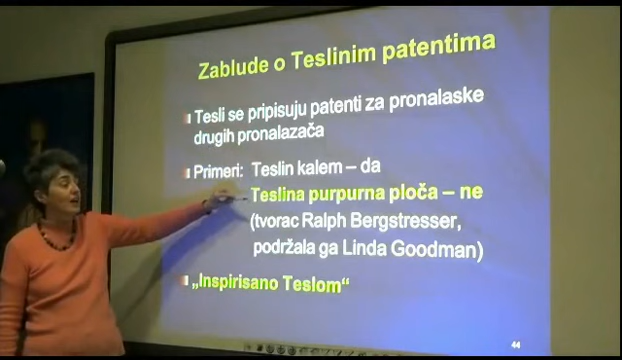 Zablude o Teslinim patentima
Tesli se pripisuju patenti za pronalaske
drugih pronalazača
Primeri: Teslin kalem – da
Teslina purpurna ploča – ne
(tvorac Ralph Bergstresser,
podržala ga Linda Goodman)
„Inspirisano Teslom“
44